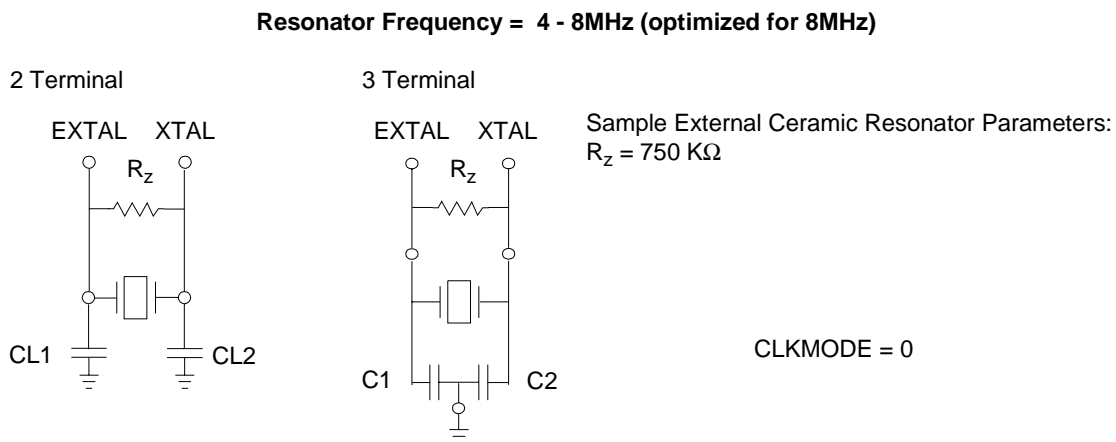 Resonator Frequency = 4 - 8MHz (optimized for 8MHz)
2 Terminal
EXTAL XTAL
Rz
CL1
CL2
3 Terminal
EXTAL XTAL
Rz
C1
C2
Sample External Ceramic Resonator Parameters:
Rz = 750 KΩ
CLKMODE = 0